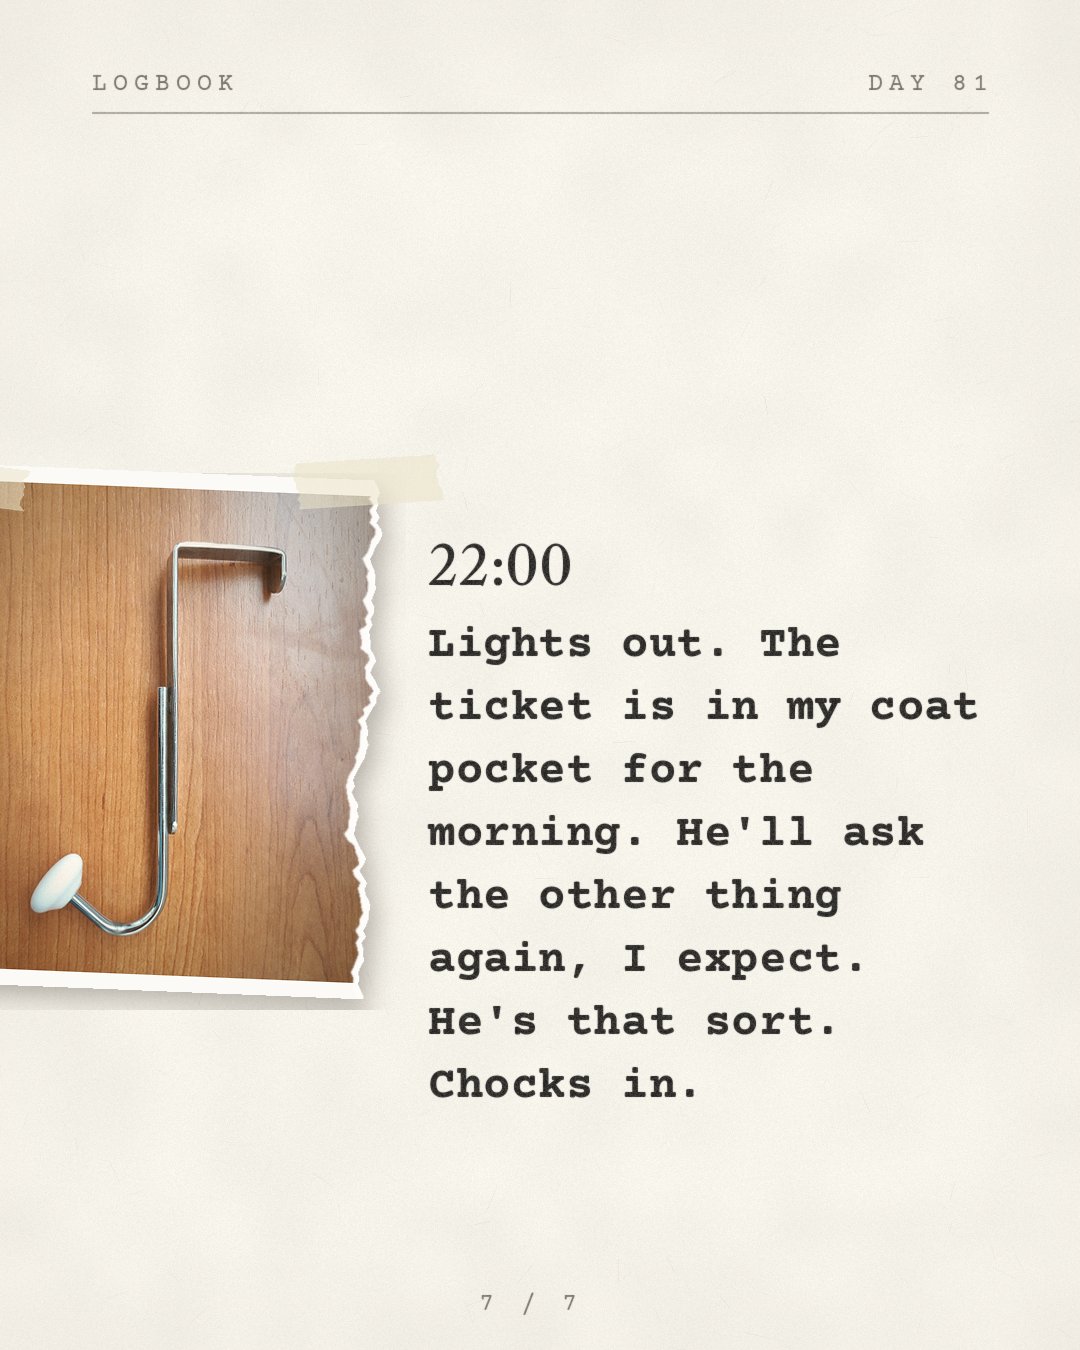 LOGBOOK
DAY 81
22:00
Lights out. The
ticket is in my coat
pocket for the
morning. He'll ask
the other thing
again, I expect.
He's that sort.
Chocks in.
7 / 7